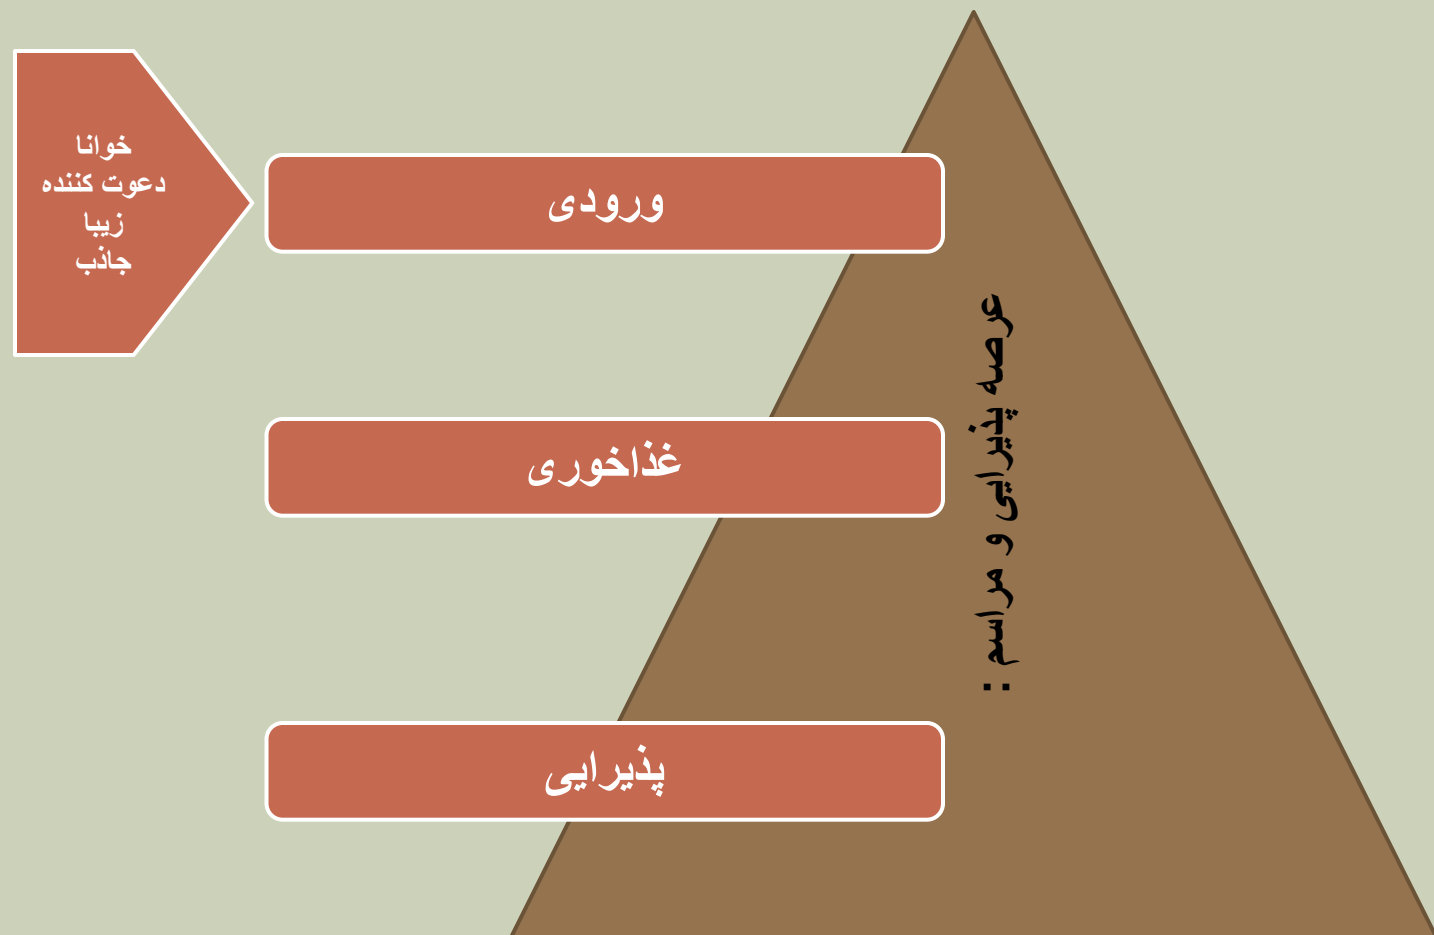 عرصه پذیرایی و مراسم :
ورودی
خوانا
دعوت کننده
زیبا
جاذب
غذاخوری
پذیرایی